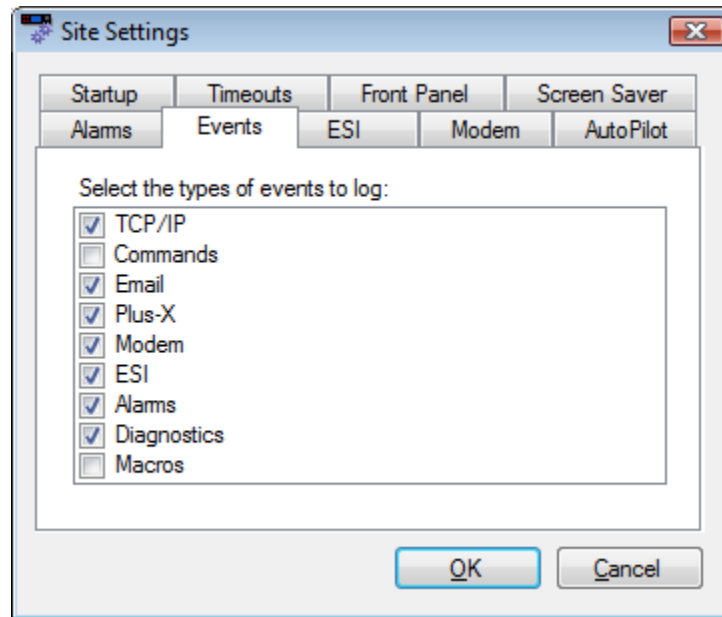 Site Settings
Startup Timeouts Front Panel Screen Saver
Alarms Events ESI Modem AutoPilot
Select the types of events to log:
TCP/IP
Commands
Email
Plus-X
Modem
ESI
Alarms
Diagnostics
Macros
OK Cancel